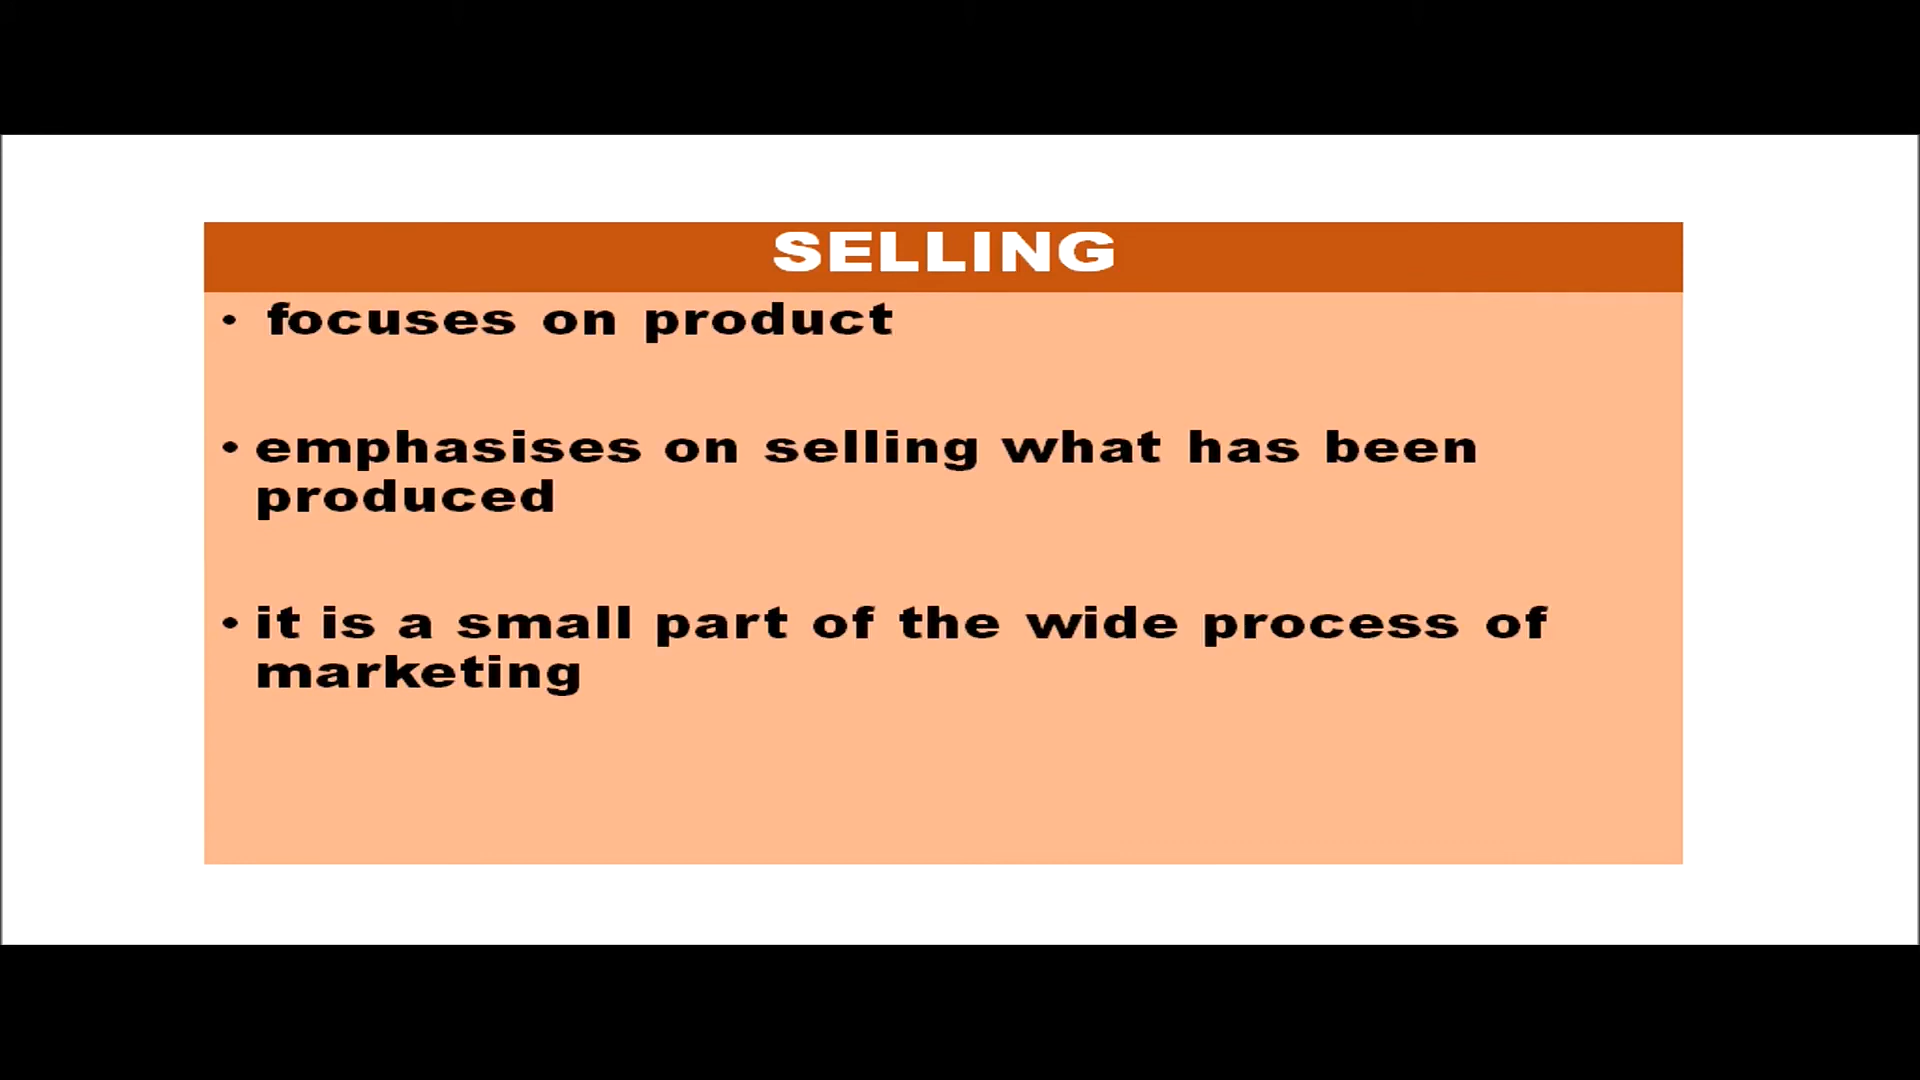 SELLING
• focuses on product
• emphasises on selling what has been
produced
• it is a small part of the wide process of
marketing